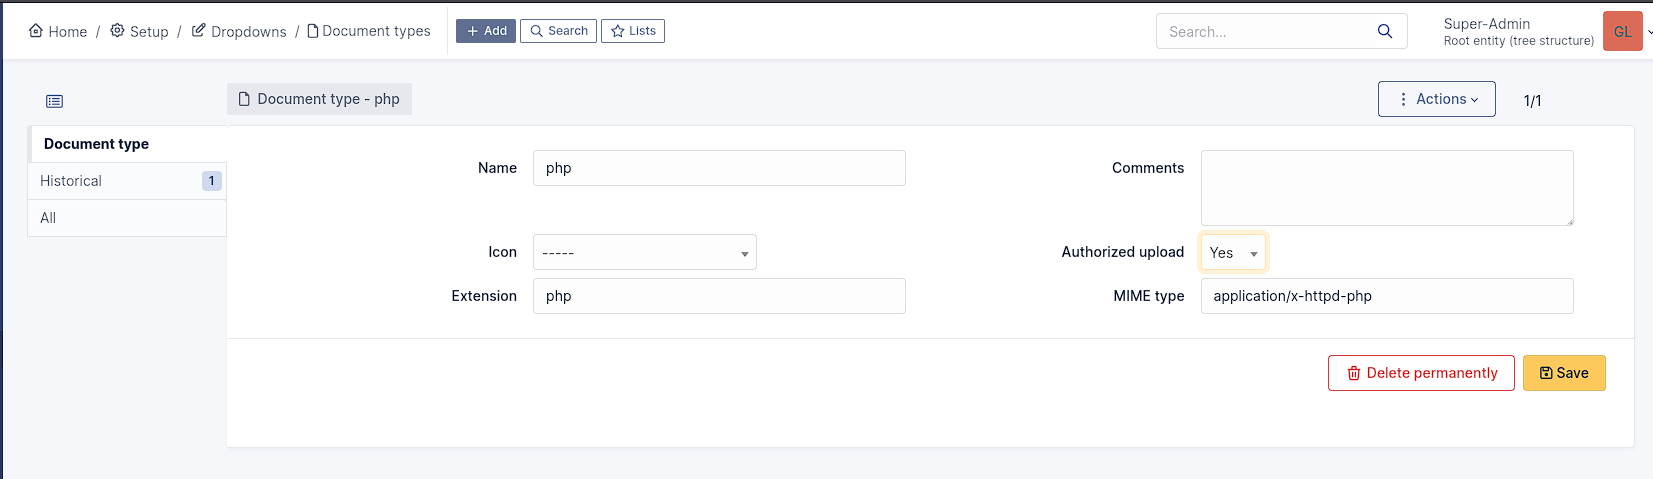 Home / Setup / Dropdowns / Document types
+ Add
Search
Lists
Search...
Super-Admin
Root entity (tree structure)
GL
Document type - php
Actions
1/1
Document type
Historical 1
All
Name php
Comments
Icon -----
Authorized upload Yes
Extension php
MIME type application/x-httpd-php
Delete permanently
Save